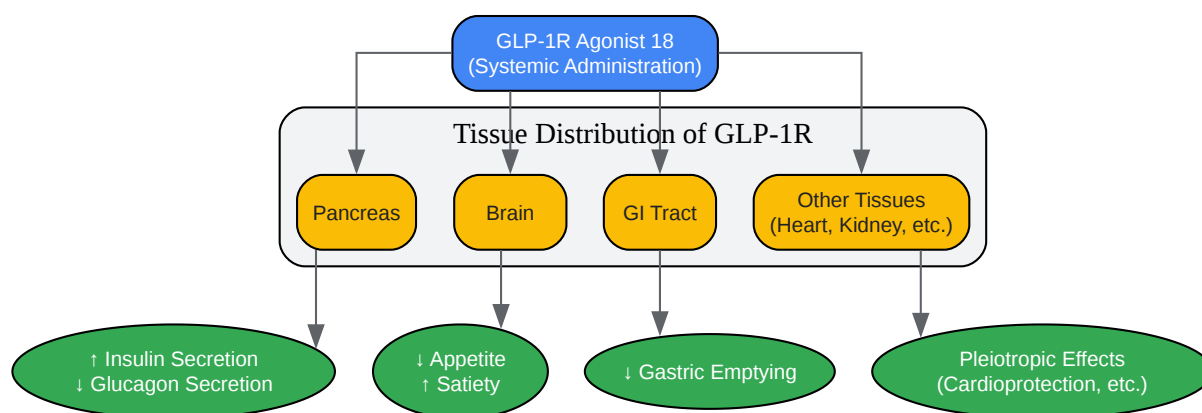 GLP-1R Agonist 18
(Systemic Administration)
Tissue Distribution of GLP-1R
Pancreas
Brain
GI Tract
Other Tissues
(Heart, Kidney, etc.)
↑ Insulin Secretion
↓ Glucagon Secretion
↓ Appetite
↑ Satiety
↓ Gastric Emptying
Pleiotropic Effects
(Cardioprotection, etc.)